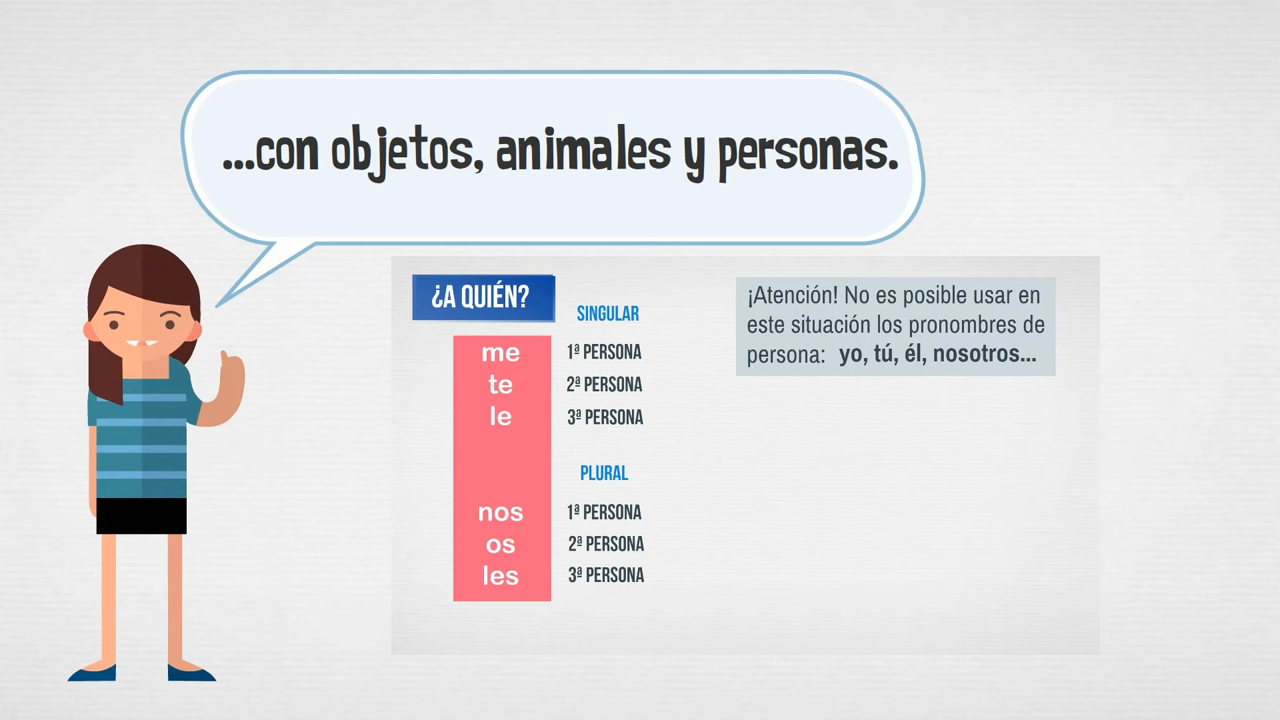 ...con objetos, animales y personas.
¿A QUIÉN?
SINGULAR
me 1ª PERSONA
te 2ª PERSONA
le 3ª PERSONA
PLURAL
nos 1ª PERSONA
os 2ª PERSONA
les 3ª PERSONA
¡Atención! No es posible usar en
este situación los pronombres de
persona: yo, tú, él, nosotros...